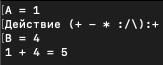 [A = 1
[Действие (+ - * :/\):+
[B = 4
1 + 4 = 5